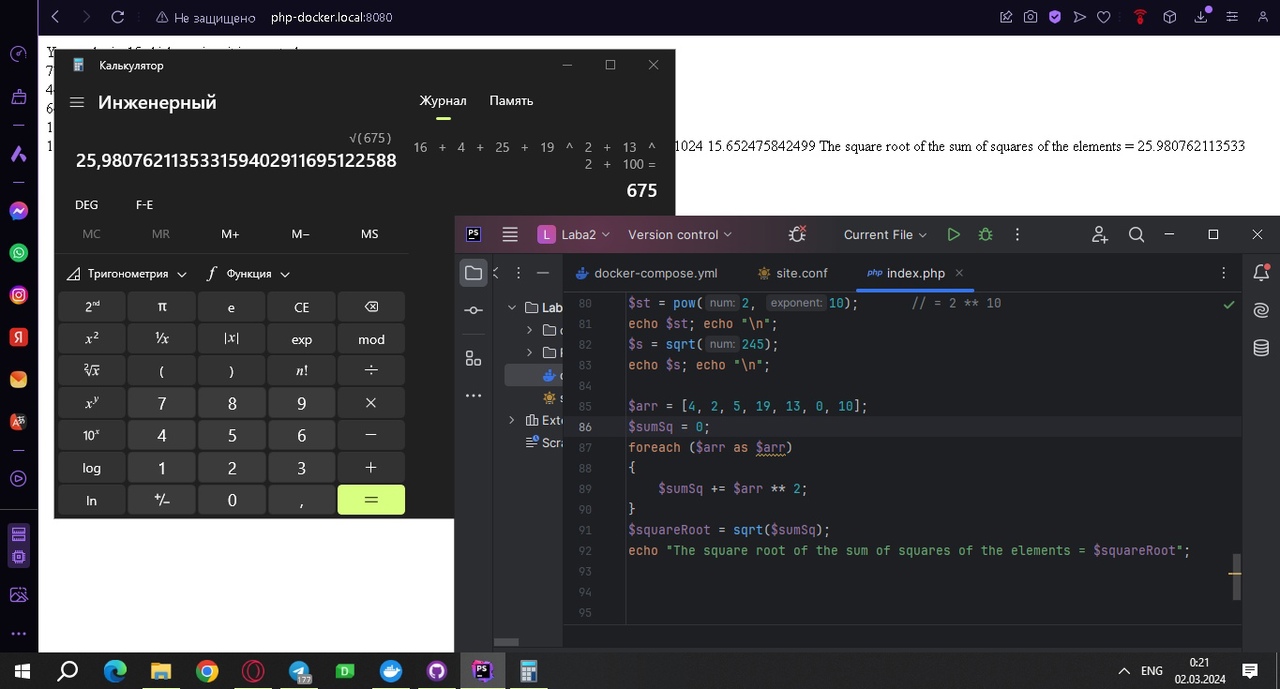 Не защищено php-docker.local:8080
1024 15.652475842499 The square root of the sum of squares of the elements = 25.980762113533
Калькулятор
Инженерный
Журнал Память
√(675)
25,980762113533159402911695122588
16 + 4 + 25 + 19 ^ 2 + 13 ^
2 + 100 =
675
DEG F-E
MC MR M+ M− MS
Тригонометрия f Функция
2ⁿᵈ π e CE
x² ¹/x |x| exp mod
²√x ( ) n! ÷
xʸ 7 8 9 ×
10ˣ 4 5 6 −
log 1 2 3 +
ln +/− 0 , =
PS L Laba2 Version control Current File
docker-compose.yml site.conf php index.php
Lab
Exte
Scra
80 $st = pow( num: 2, exponent: 10); // = 2 ** 10
81 echo $st; echo "\n";
82 $s = sqrt( num: 245);
83 echo $s; echo "\n";
84
85 $arr = [4, 2, 5, 19, 13, 0, 10];
86 $sumSq = 0;
87 foreach ($arr as $arr)
88 {
89 $sumSq += $arr ** 2;
90 }
91 $squareRoot = sqrt($sumSq);
92 echo "The square root of the sum of squares of the elements = $squareRoot";
93
94
95
177 D PS ENG 0:21
02.03.2024